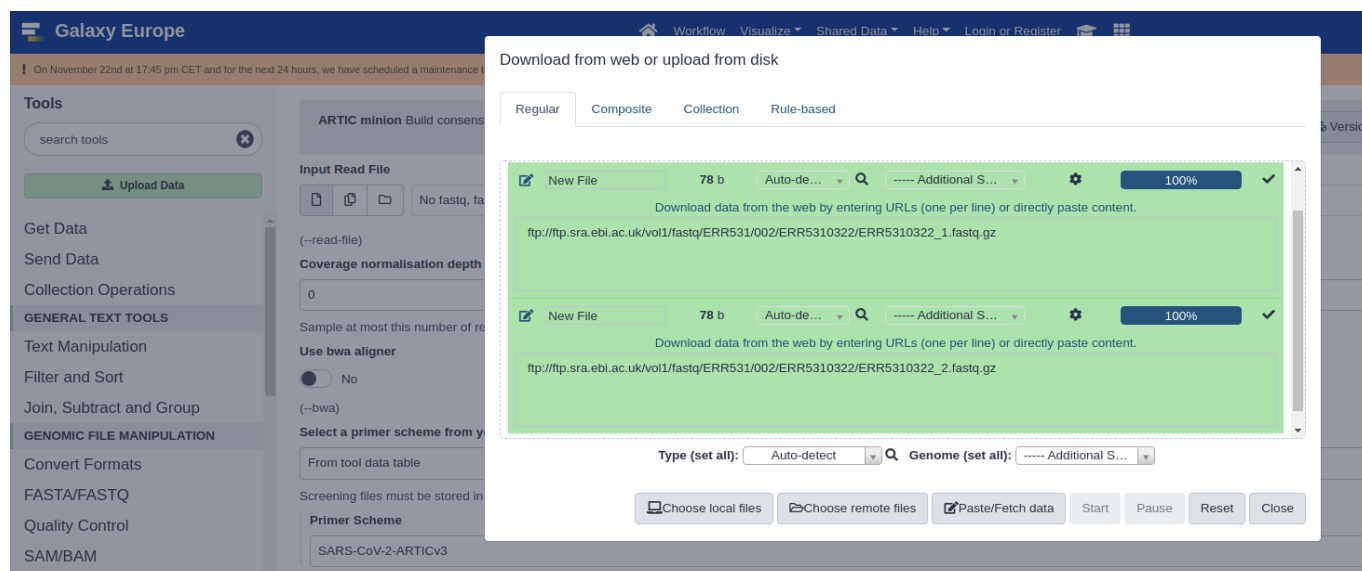 Galaxy Europe
Workflow Visualize Shared Data Help Login or Register
On November 22nd at 17:45 pm CET and for the next 24 hours, we have scheduled a maintenance t
Download from web or upload from disk
Regular Composite Collection Rule-based
Tools
search tools
Upload Data
Get Data
Send Data
Collection Operations
GENERAL TEXT TOOLS
Text Manipulation
Filter and Sort
Join, Subtract and Group
GENOMIC FILE MANIPULATION
Convert Formats
FASTA/FASTQ
Quality Control
SAM/BAM
ARTIC minion Build consens
Versio
Input Read File
No fastq, fa
(--read-file)
Coverage normalisation depth
0
Sample at most this number of re
Use bwa aligner
No
(--bwa)
Select a primer scheme from y
From tool data table
Screening files must be stored in
Primer Scheme
SARS-CoV-2-ARTICv3
New File 78 b Auto-de... ----- Additional S... 100%
Download data from the web by entering URLs (one per line) or directly paste content.
ftp://ftp.sra.ebi.ac.uk/vol1/fastq/ERR531/002/ERR5310322/ERR5310322_1.fastq.gz
New File 78 b Auto-de... ----- Additional S... 100%
Download data from the web by entering URLs (one per line) or directly paste content.
ftp://ftp.sra.ebi.ac.uk/vol1/fastq/ERR531/002/ERR5310322/ERR5310322_2.fastq.gz
Type (set all): Auto-detect Genome (set all): ----- Additional S...
Choose local files Choose remote files Paste/Fetch data Start Pause Reset Close